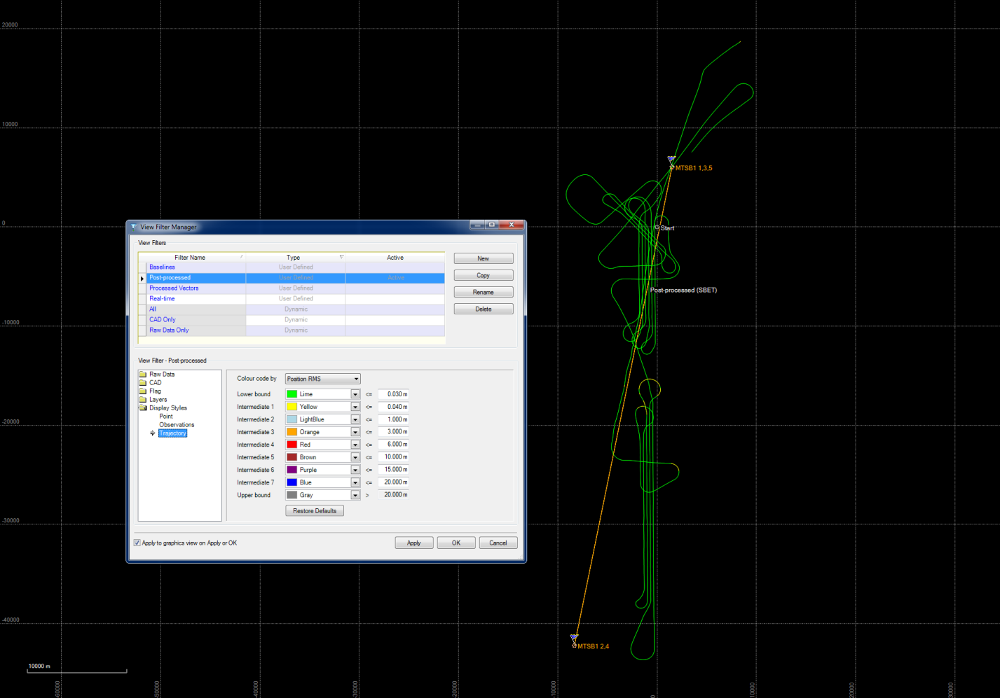 20000
10000
MTSB1 1,3,5
0
Start
View Filter Manager
View Filters
Filter Name Type Active
Baselines User Defined
Post-processed User Defined Active
Processed Vectors User Defined
Real-time User Defined
All Dynamic
CAD Only Dynamic
Raw Data Only Dynamic
New
Copy
Rename
Delete
Post-processed (SBET)
-10000
View Filter - Post-processed
Raw Data
CAD
Flag
Layers
Display Styles
Point
Observations
Trajectory
Colour code by Position RMS
Lower bound Lime <= 0.030 m
Intermediate 1 Yellow <= 0.040 m
Intermediate 2 LightBlue <= 1.000 m
Intermediate 3 Orange <= 3.000 m
Intermediate 4 Red <= 6.000 m
Intermediate 5 Brown <= 10.000 m
Intermediate 6 Purple <= 15.000 m
Intermediate 7 Blue <= 20.000 m
Upper bound Gray > 20.000 m
Restore Defaults
-20000
-30000
Apply to graphics view on Apply or OK
Apply OK Cancel
-40000
MTSB1 2,4
10000 m
-60000
-50000
-40000
-30000
-20000
-10000
0
10000
20000
30000